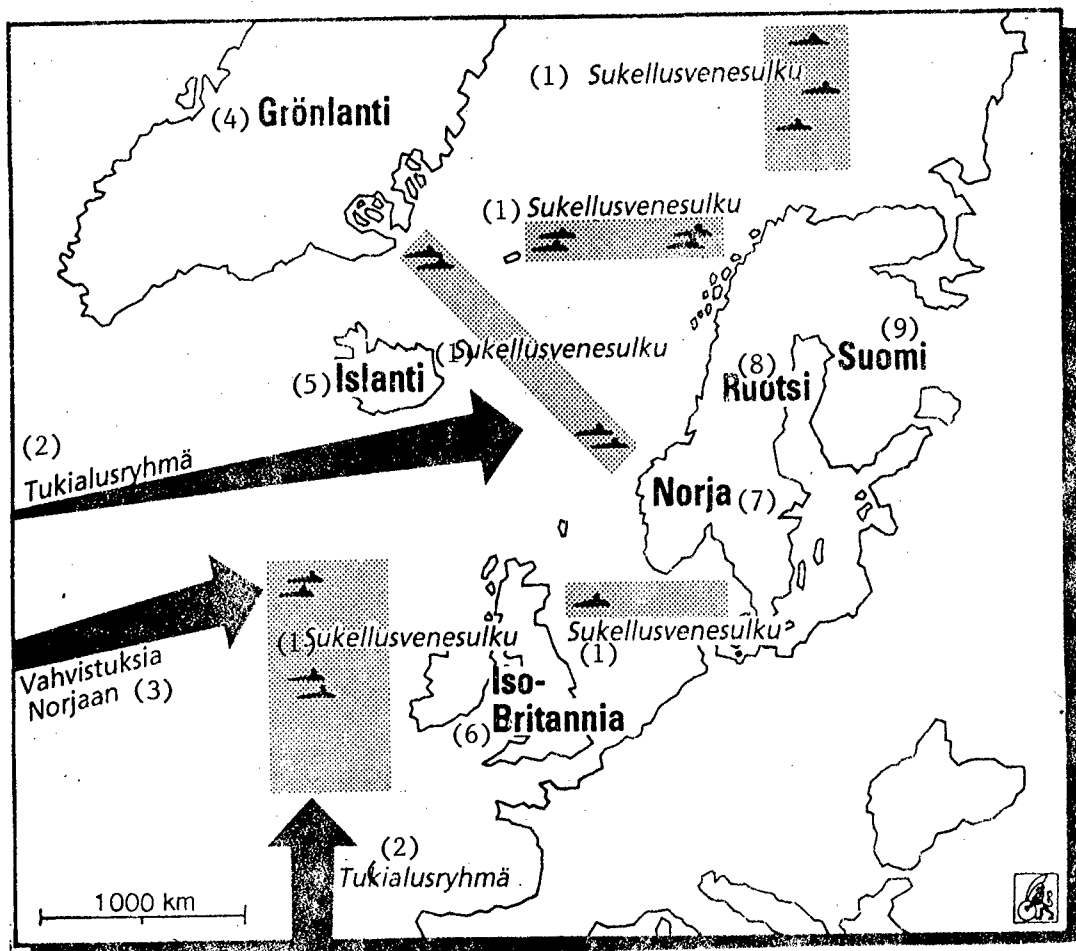 (1) Sukellusvenesulku
(4) Grönlanti
(1) Sukellusvenesulku
(1) Sukellusvenesulku
(5) Islanti
(9)
Suomi
(8)
Ruotsi
(2)
Tukialusryhmä
Norja (7)
(1) Sukellusvenesulku
Sukellusvenesulku
(1)
Vahvistuksia
Norjaan (3)
Iso-
Britannia
(6)
(2)
Tukialusryhmä
1000 km